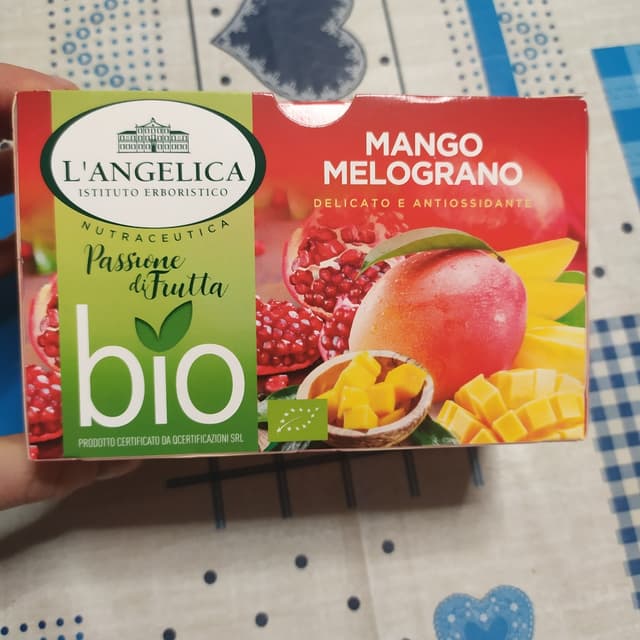 L'ANGELICA
ISTITUTO ERBORISTICO
NUTRACEUTICA
Passione
di Frutta
bio
PRODOTTO CERTIFICATO DA QCERTIFICAZIONI SRL
MANGO
MELOGRANO
DELICATO E ANTIOSSIDANTE